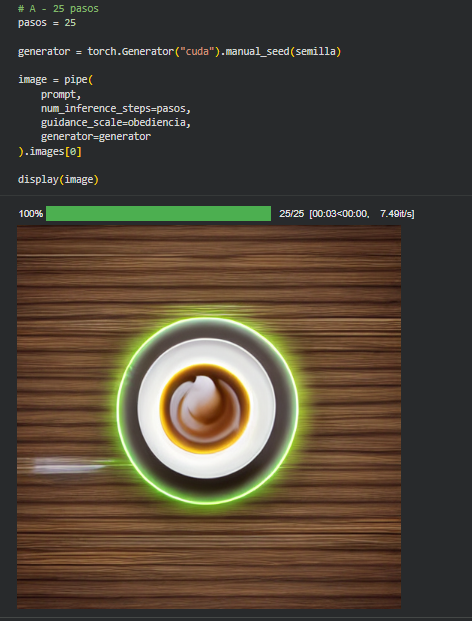 # A - 25 pasos
pasos = 25
generator = torch.Generator("cuda").manual_seed(semilla)
image = pipe(
    prompt,
    num_inference_steps=pasos,
    guidance_scale=obediencia,
    generator=generator
).images[0]
display(image)
100% 25/25 [00:03<00:00, 7.49it/s]